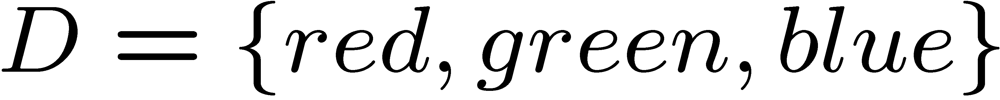 D = {red, green, blue}